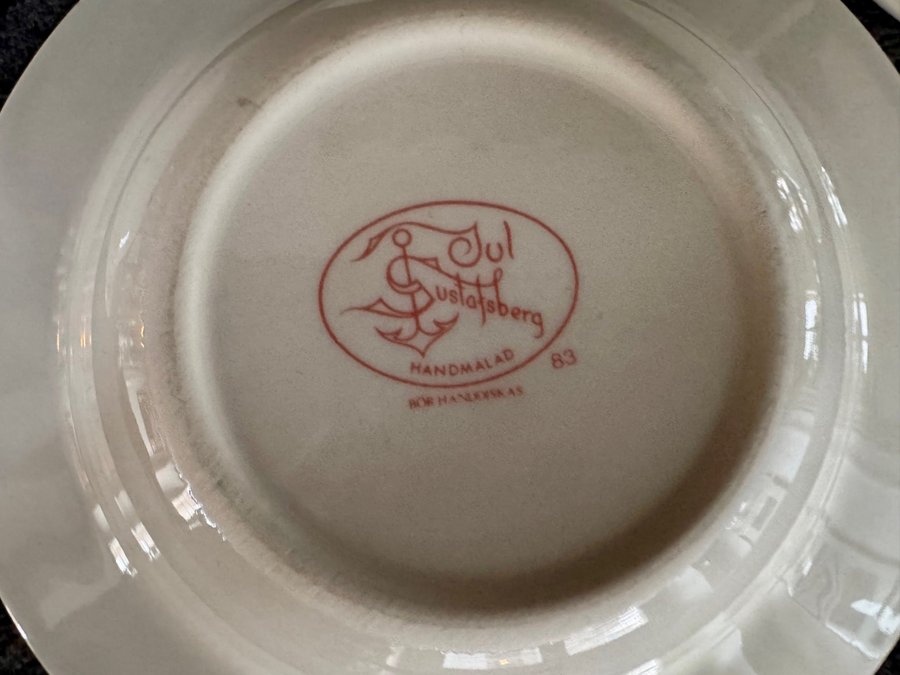 Jul
Gustafsberg
HANDMÅLAD
83
BÖR HANDDISKAS